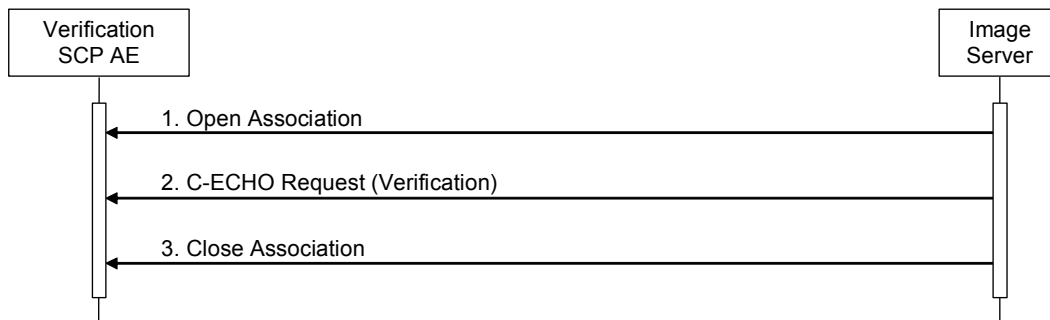 Verification
SCP AE
Image
Server
1. Open Association
2. C-ECHO Request (Verification)
3. Close Association